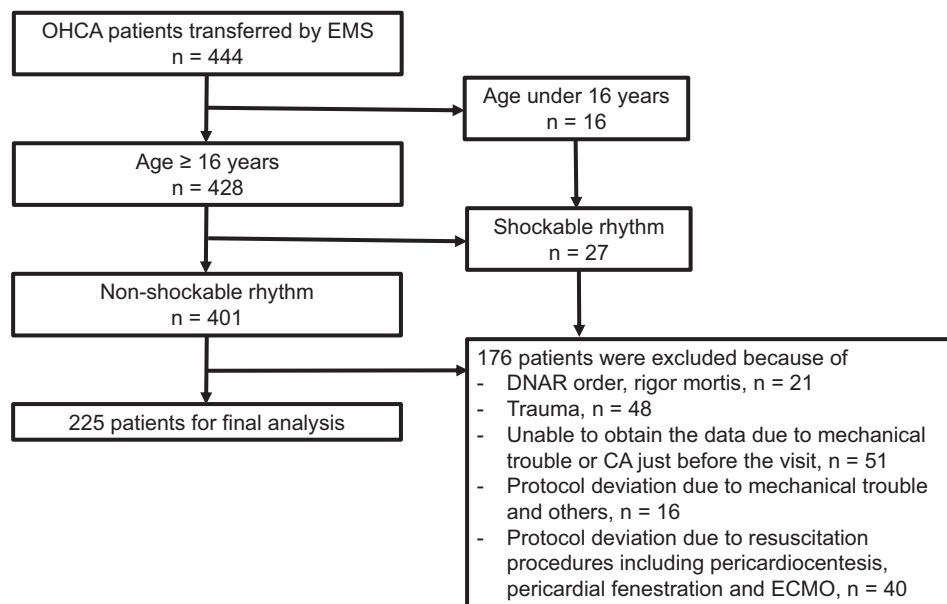 OHCA patients transferred by EMS
n = 444
Age under 16 years
n = 16
Age ≥ 16 years
n = 428
Shockable rhythm
n = 27
Non-shockable rhythm
n = 401
176 patients were excluded because of
- DNAR order, rigor mortis, n = 21
- Trauma, n = 48
- Unable to obtain the data due to mechanical
trouble or CA just before the visit, n = 51
- Protocol deviation due to mechanical trouble
and others, n = 16
- Protocol deviation due to resuscitation
procedures including pericardiocentesis,
pericardial fenestration and ECMO, n = 40
225 patients for final analysis